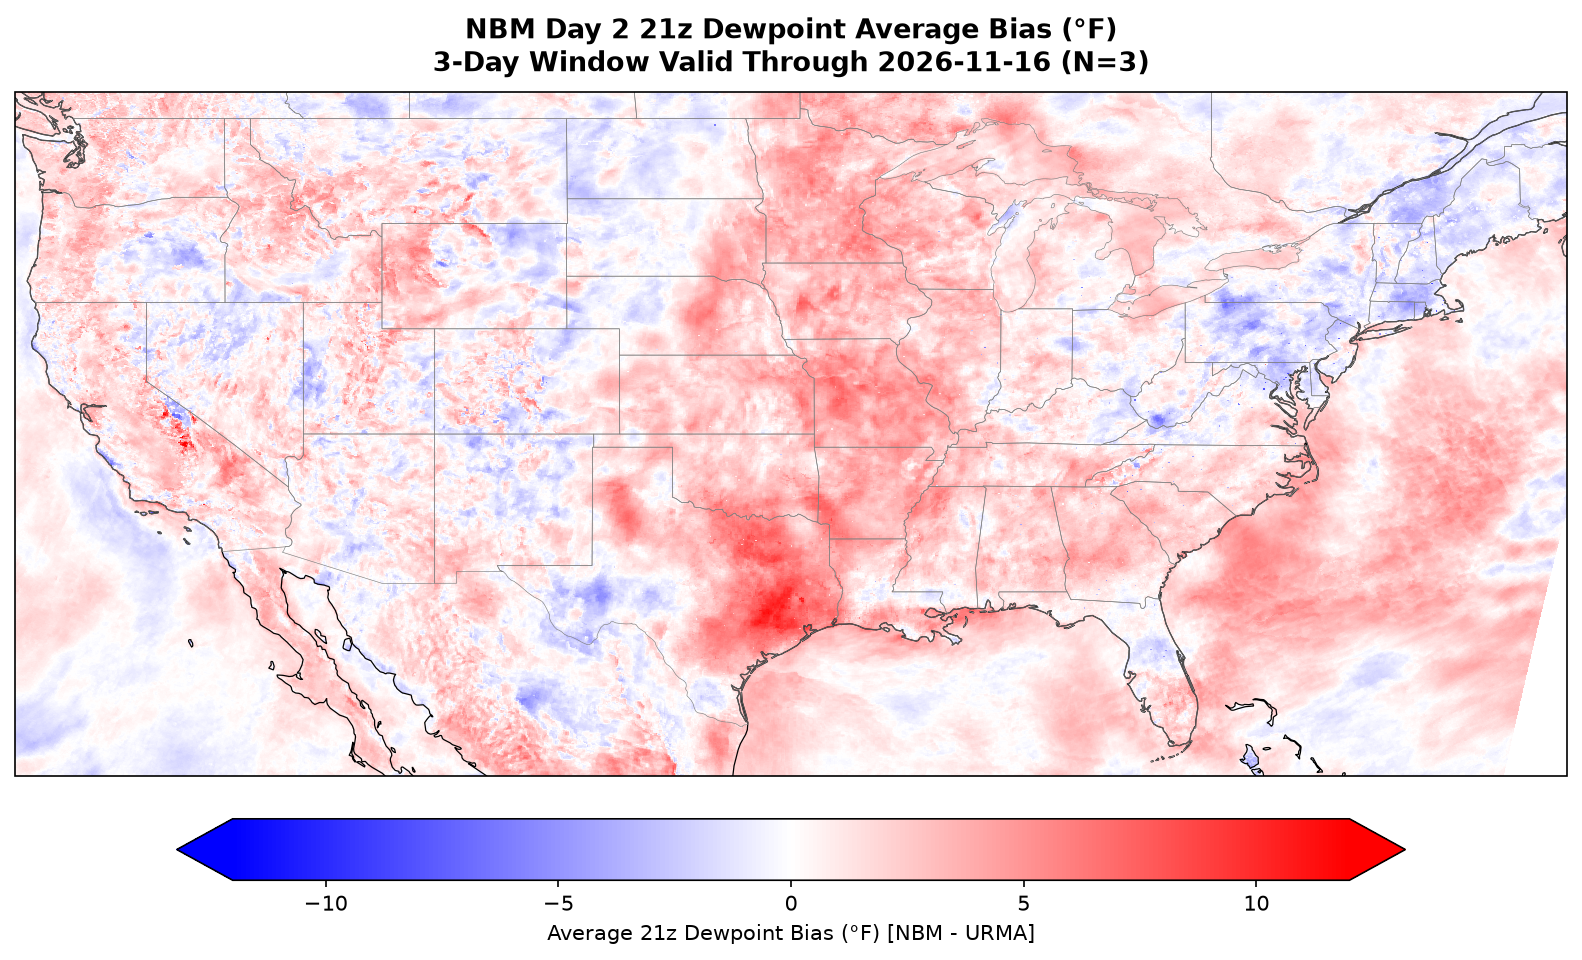 NBM Day 2 21z Dewpoint Average Bias (°F)
3-Day Window Valid Through 2026-11-16 (N=3)
−10 −5 0 5 10
Average 21z Dewpoint Bias (°F) [NBM - URMA]